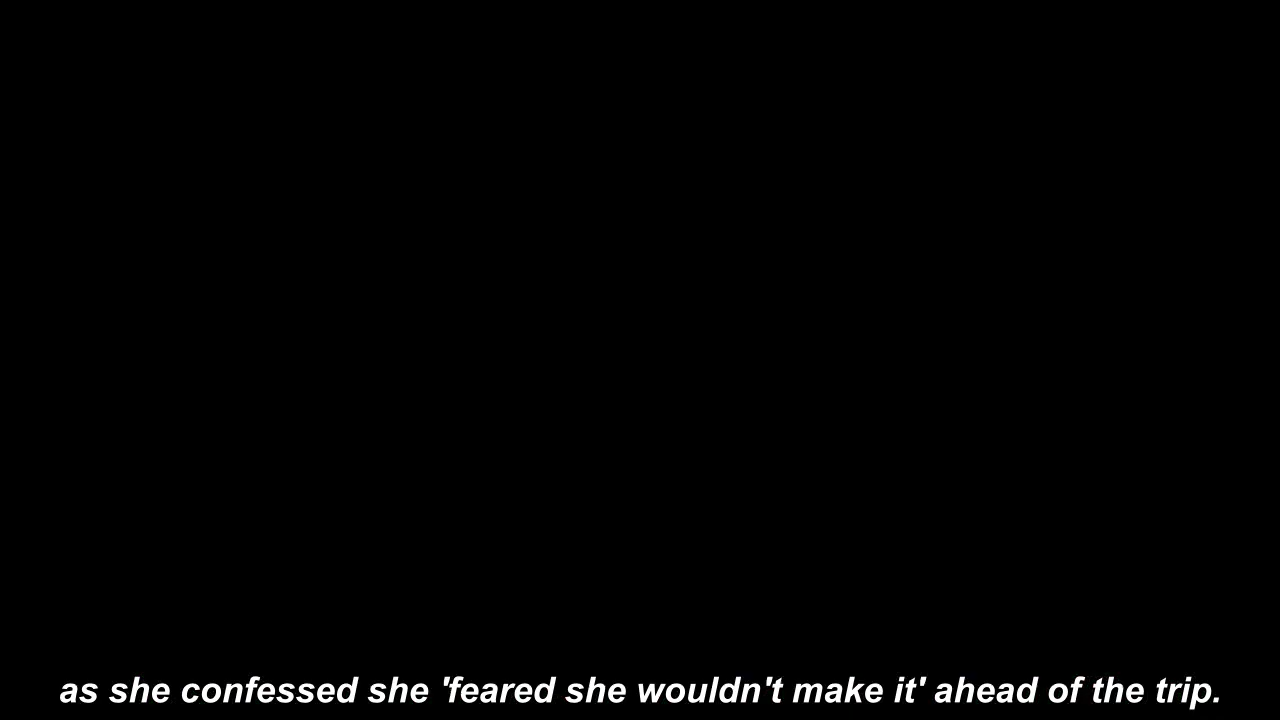 as she confessed she 'feared she wouldn't make it' ahead of the trip.